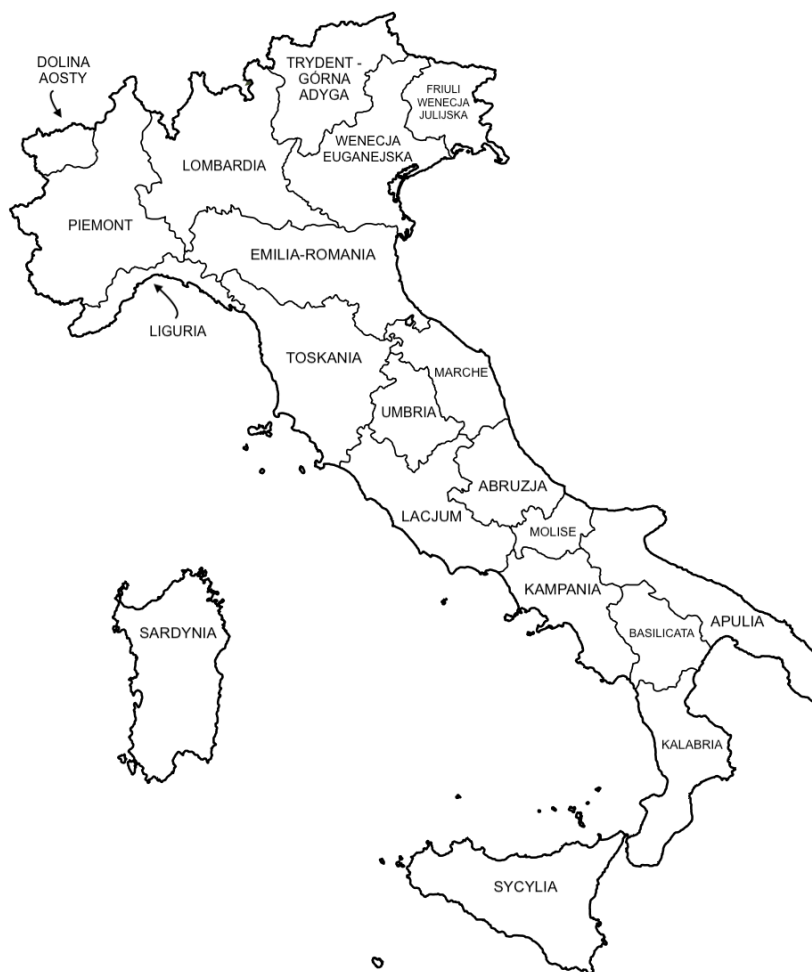 DOLINA
AOSTY
TRYDENT -
GÓRNA
ADYGA
FRIULI
WENECJA
JULIJSKA
WENECJA
EUGANEJSKA
LOMBARDIA
PIEMONT
EMILIA-ROMANIA
LIGURIA
TOSKANIA
MARCHE
UMBRIA
ABRUZJA
LACJUM
MOLISE
KAMPANIA
APULIA
BASILICATA
SARDYNIA
KALABRIA
SYCYLIA